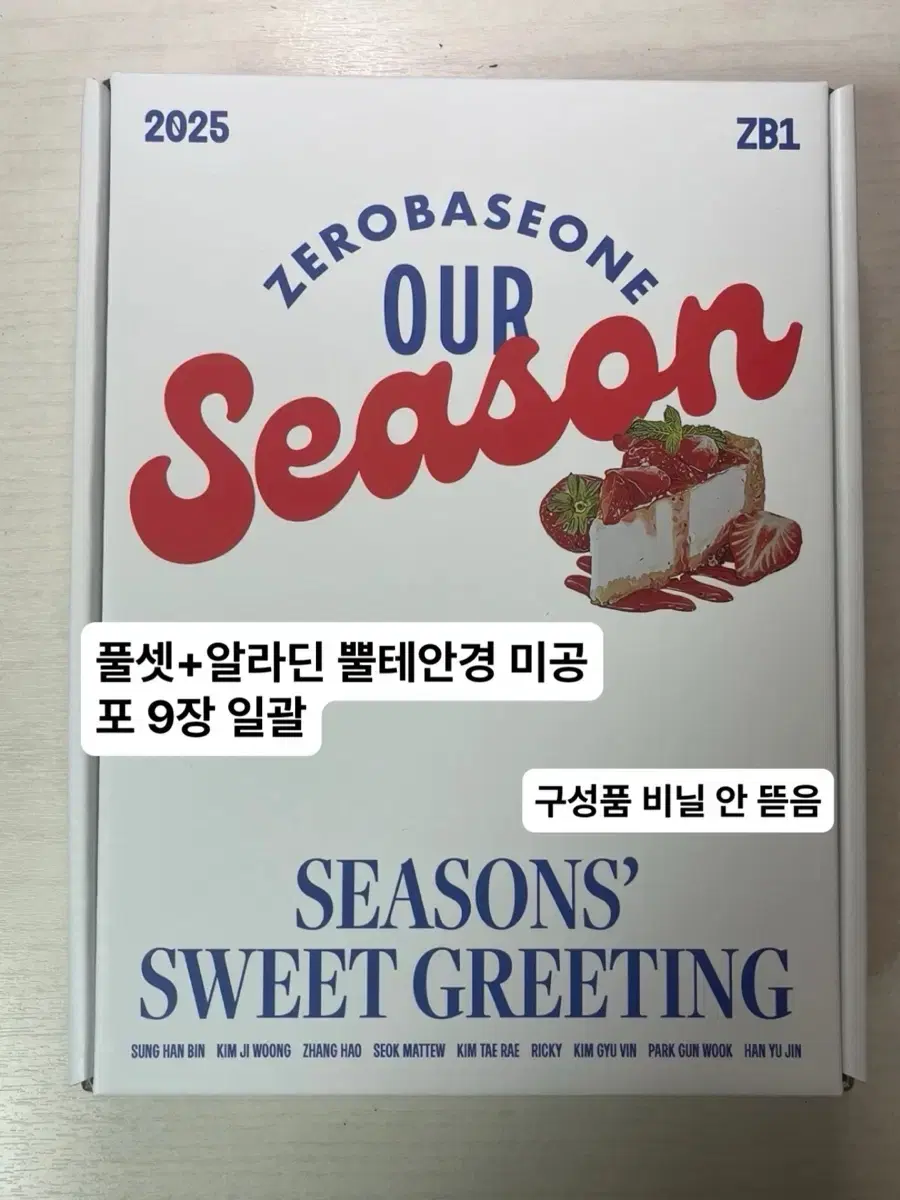 2025
ZB1
ZEROBASEONE
OUR
Season
풀셋+알라딘 뿔테안경 미공
포 9장 일괄
구성품 비닐 안 뜯음
SEASONS'
SWEET GREETING
SUNG HAN BIN KIM JI WOONG ZHANG HAO SEOK MATTEW KIM TAE RAE RICKY KIM GYU VIN PARK GUN WOOK HAN YU JIN